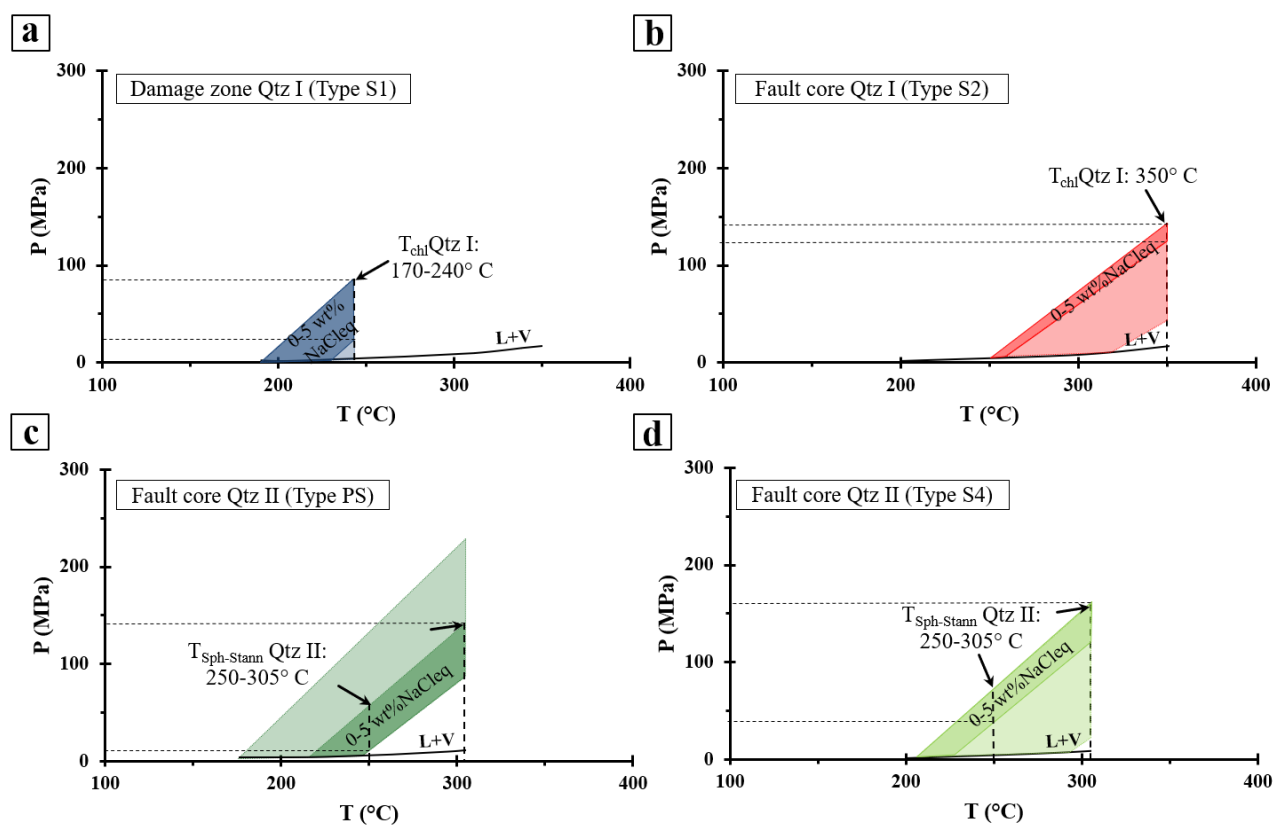 a
Damage zone Qtz I (Type S1)
300
200
100
0
P (MPa)
TchlQtz I:
170-240° C
0-5 wt%
NaCleq
L+V
100
200
300
400
T (°C)
b
Fault core Qtz I (Type S2)
300
200
100
0
P (MPa)
TchlQtz I: 350° C
0-5 wt%NaCleq
L+V
100
200
300
400
T (°C)
c
Fault core Qtz II (Type PS)
300
200
100
0
P (MPa)
TSph-Stann Qtz II:
250-305° C
0-5 wt%NaCleq
L+V
100
200
300
400
T (°C)
d
Fault core Qtz II (Type S4)
300
200
100
0
P (MPa)
TSph-Stann Qtz II:
250-305° C
0-5 wt%NaCleq
L+V
100
200
300
400
T (°C)